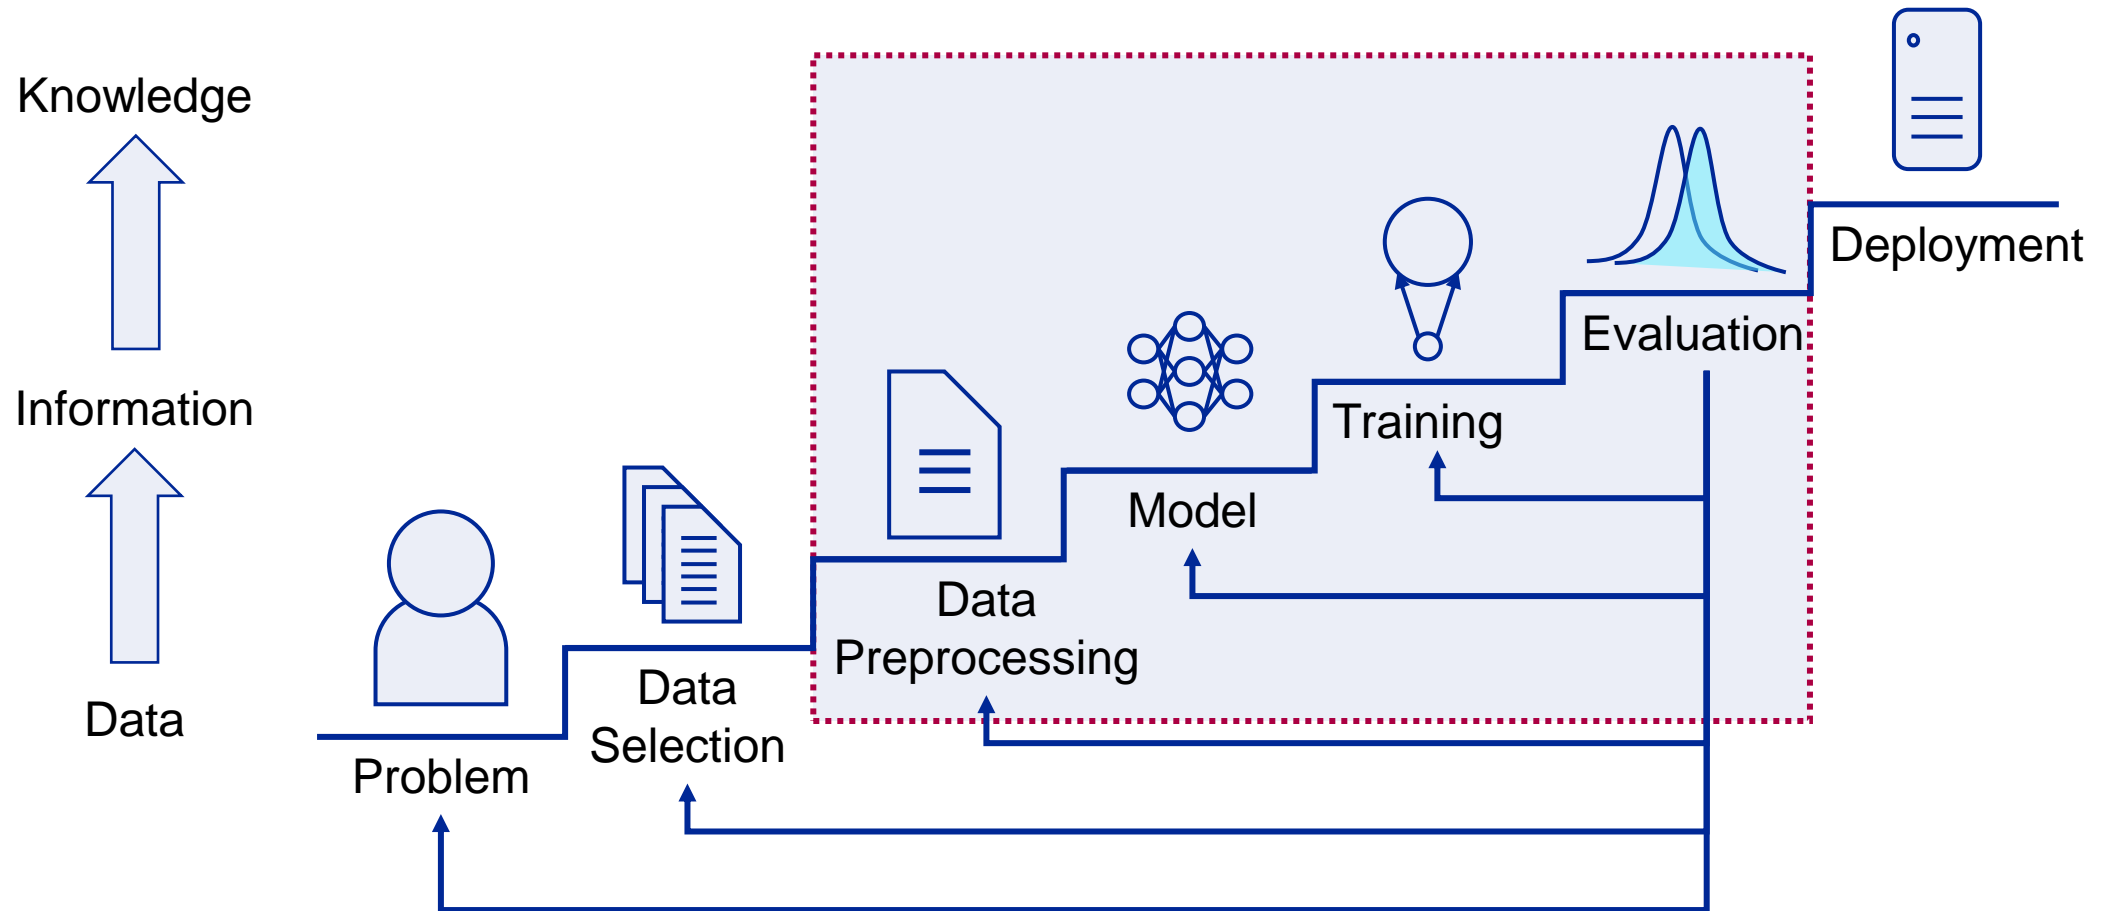 Knowledge
Information
Data
Problem
Data
Selection
Data
Preprocessing
Model
Training
Evaluation
Deployment